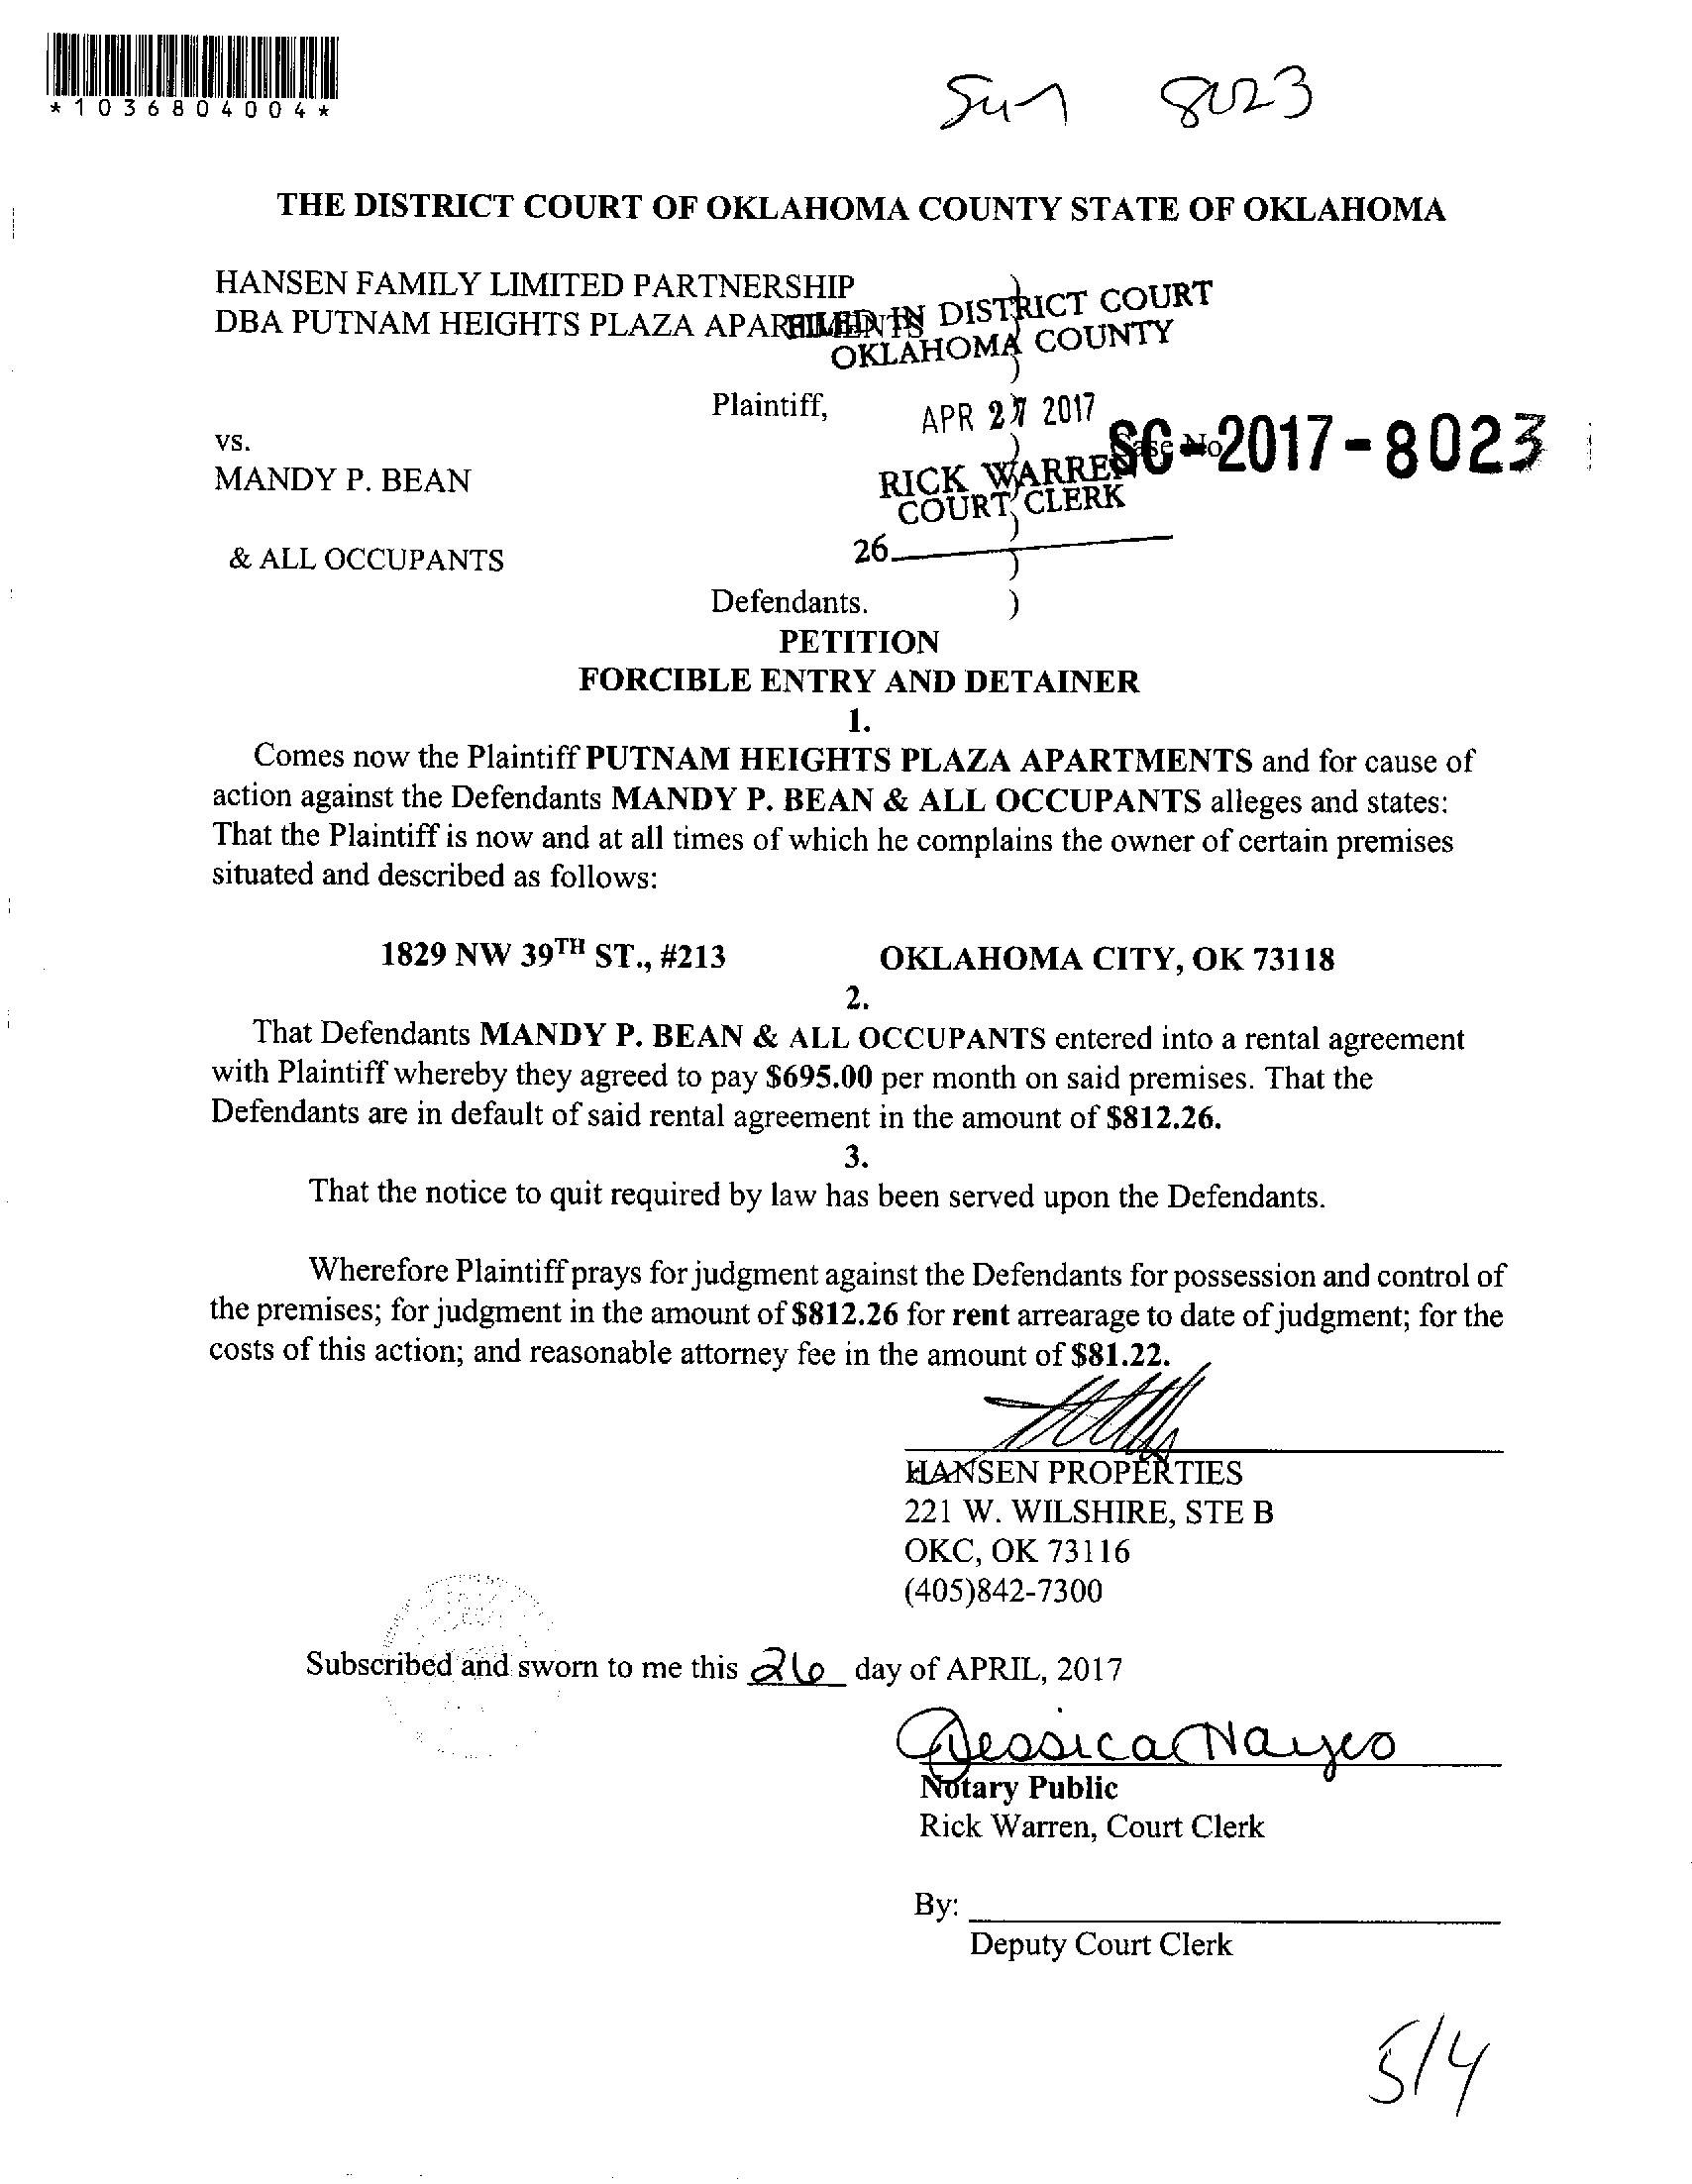 *1036804004*
8023
THE DISTRICT COURT OF OKLAHOMA COUNTY STATE OF OKLAHOMA
HANSEN FAMILY LIMITED PARTNERSHIP )
DBA PUTNAM HEIGHTS PLAZA APARTMENTS
FILED IN DISTRICT COURT
OKLAHOMA COUNTY
)
Plaintiff,
APR 27 2017
)
vs.
Case No
SC-2017-8023
MANDY P. BEAN
RICK WARREN
COURT CLERK
)
& ALL OCCUPANTS
26
)
Defendants. )
PETITION
FORCIBLE ENTRY AND DETAINER
1.
Comes now the Plaintiff PUTNAM HEIGHTS PLAZA APARTMENTS and for cause of
action against the Defendants MANDY P. BEAN & ALL OCCUPANTS alleges and states:
That the Plaintiff is now and at all times of which he complains the owner of certain premises
situated and described as follows:
1829 NW 39TH ST., #213 OKLAHOMA CITY, OK 73118
2.
That Defendants MANDY P. BEAN & ALL OCCUPANTS entered into a rental agreement
with Plaintiff whereby they agreed to pay $695.00 per month on said premises. That the
Defendants are in default of said rental agreement in the amount of $812.26.
3.
That the notice to quit required by law has been served upon the Defendants.
Wherefore Plaintiff prays for judgment against the Defendants for possession and control of
the premises; for judgment in the amount of $812.26 for rent arrearage to date of judgment; for the
costs of this action; and reasonable attorney fee in the amount of $81.22.
HANSEN PROPERTIES
221 W. WILSHIRE, STE B
OKC, OK 73116
(405)842-7300
Subscribed and sworn to me this 26 day of APRIL, 2017
Jessica Hayes
Notary Public
Rick Warren, Court Clerk
By:
Deputy Court Clerk
5/4